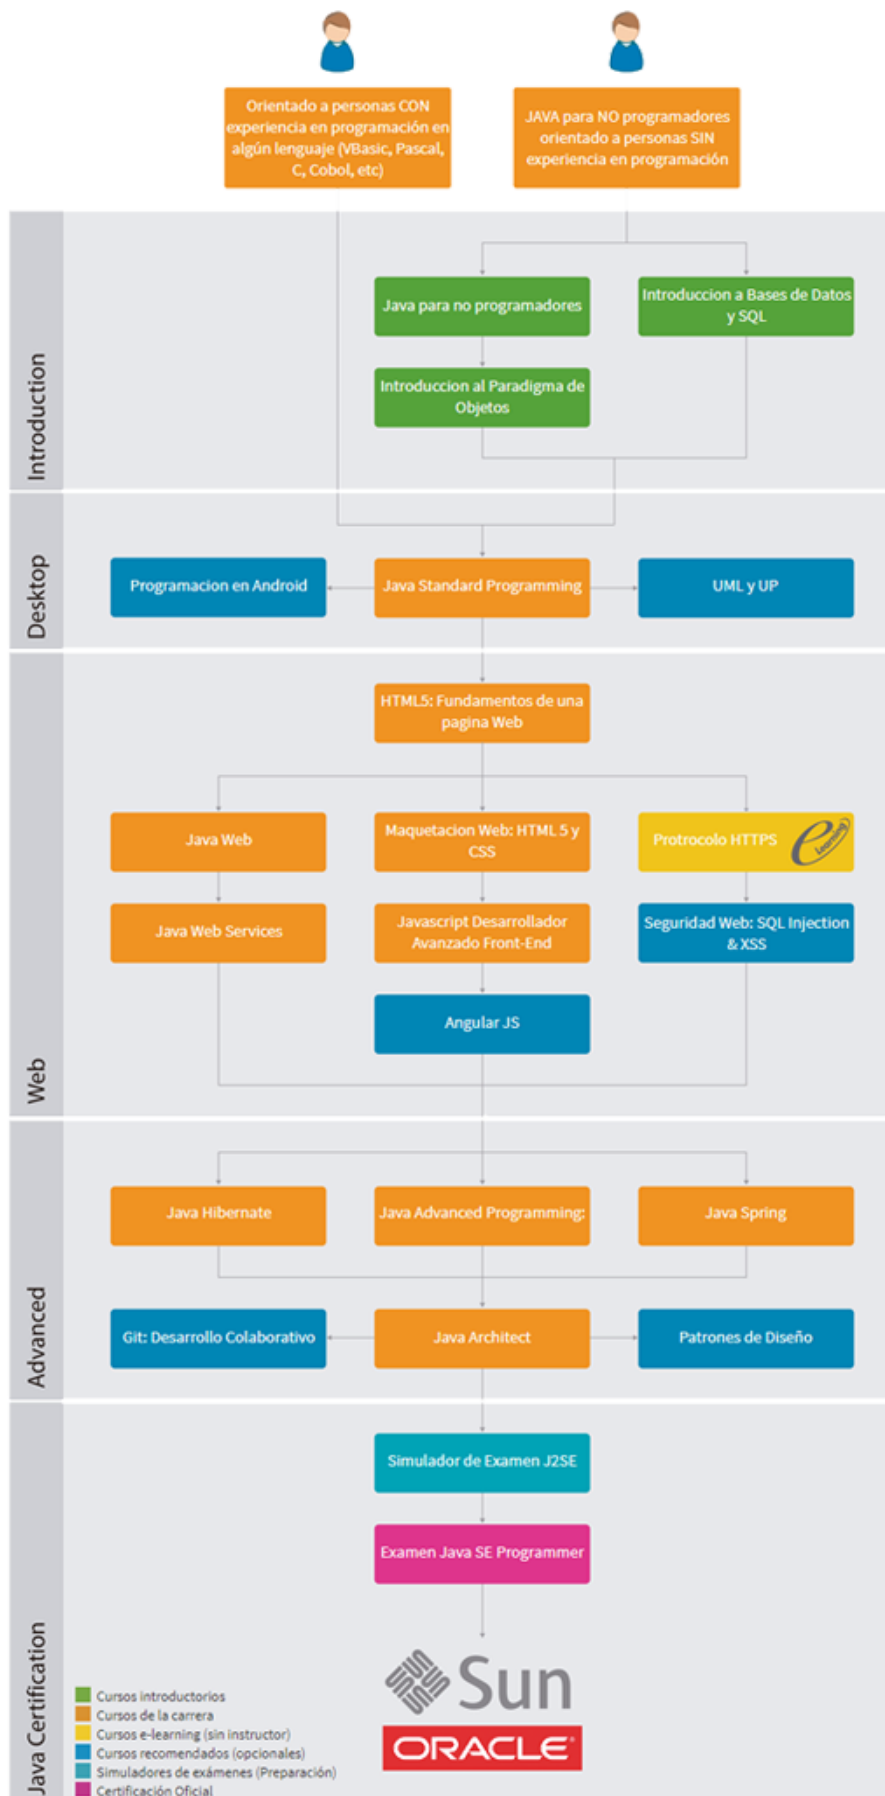 Orientado a personas CON
experiencia en programación en
algún lenguaje (VBasic, Pascal,
C, Cobol, etc)
JAVA para NO programadores
orientado a personas SIN
experiencia en programación
Introduction
Java para no programadores
Introduccion a Bases de Datos
y SQL
Introduccion al Paradigma de
Objetos
Desktop
Programacion en Android
Java Standard Programming
UML y UP
Web
HTML5: Fundamentos de una
pagina Web
Java Web
Maquetacion Web: HTML 5 y
CSS
Protrocolo HTTPS
e Learning
Java Web Services
Javascript Desarrollador
Avanzado Front-End
Seguridad Web: SQL Injection
& XSS
Angular JS
Advanced
Java Hibernate
Java Advanced Programming:
Java Spring
Git: Desarrollo Colaborativo
Java Architect
Patrones de Diseño
Java Certification
Simulador de Examen J2SE
Examen Java SE Programmer
Sun
ORACLE
Cursos introductorios
Cursos de la carrera
Cursos e-learning (sin instructor)
Cursos recomendados (opcionales)
Simuladores de exámenes (Preparación)
Certificación Oficial